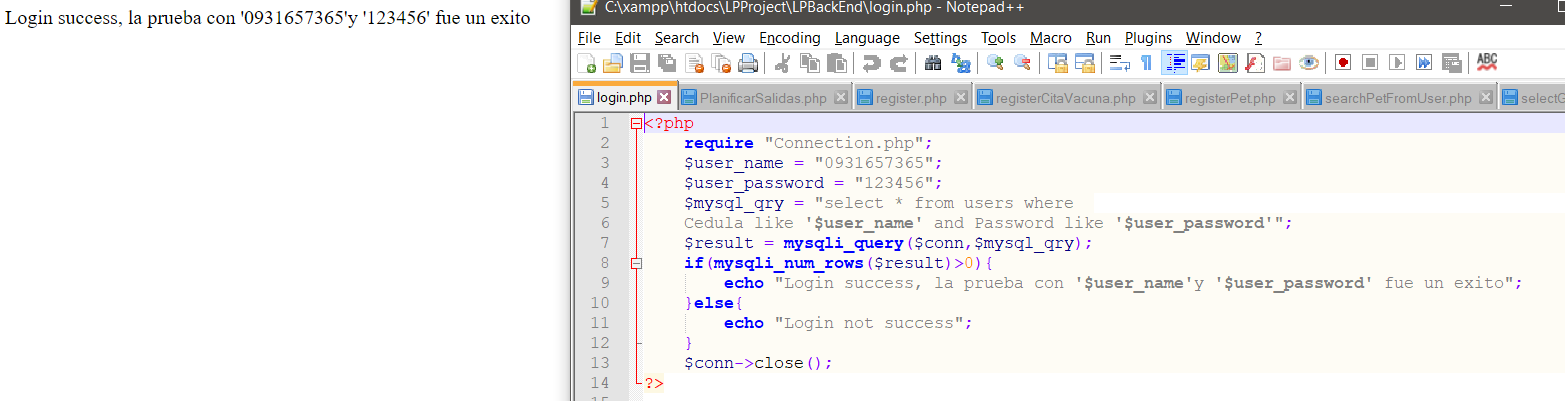 Login success, la prueba con '0931657365'y '123456' fue un exito
C:\xampp\htdocs\LPProject\LPBackEnd\login.php - Notepad++
File Edit Search View Encoding Language Settings Tools Macro Run Plugins Window ?
ABC
login.php PlanificarSalidas.php register.php registerCitaVacuna.php registerPet.php searchPetFromUser.php
1 <?php
2 require "Connection.php";
3 $user_name = "0931657365";
4 $user_password = "123456";
5 $mysql_qry = "select * from users where
6 Cedula like '$user_name' and Password like '$user_password'";
7 $result = mysqli_query($conn,$mysql_qry);
8 if(mysqli_num_rows($result)>0){
9 echo "Login success, la prueba con '$user_name'y '$user_password' fue un exito";
10 }else{
11 echo "Login not success";
12 }
13 $conn->close();
14 ?>